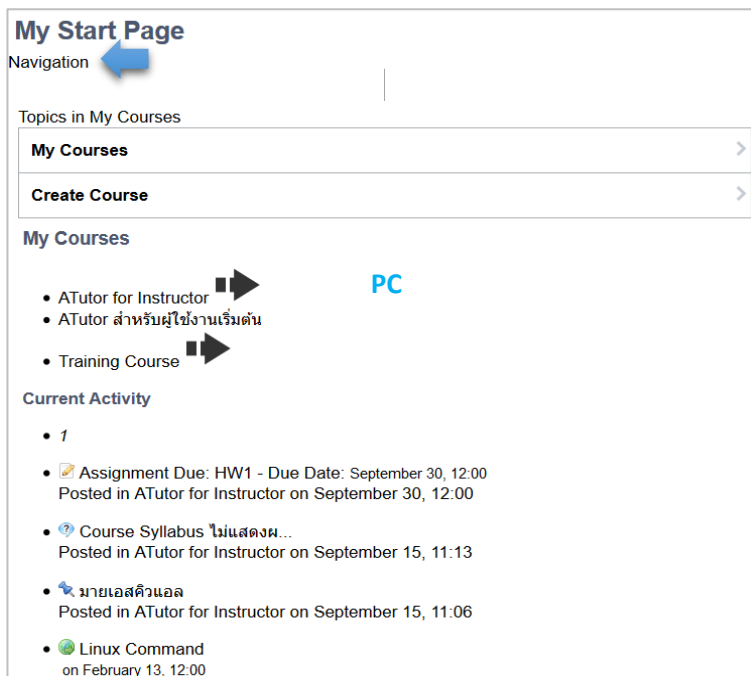 My Start Page
Navigation
Topics in My Courses
My Courses
Create Course
My Courses
ATutor for Instructor
PC
ATutor สำหรับผู้ใช้งานเริ่มต้น
Training Course
Current Activity
1
Assignment Due: HW1 - Due Date: September 30, 12:00
Posted in ATutor for Instructor on September 30, 12:00
Course Syllabus ไม่แสดงผ...
Posted in ATutor for Instructor on September 15, 11:13
มายเอสคิวแอล
Posted in ATutor for Instructor on September 15, 11:06
Linux Command
on February 13, 12:00